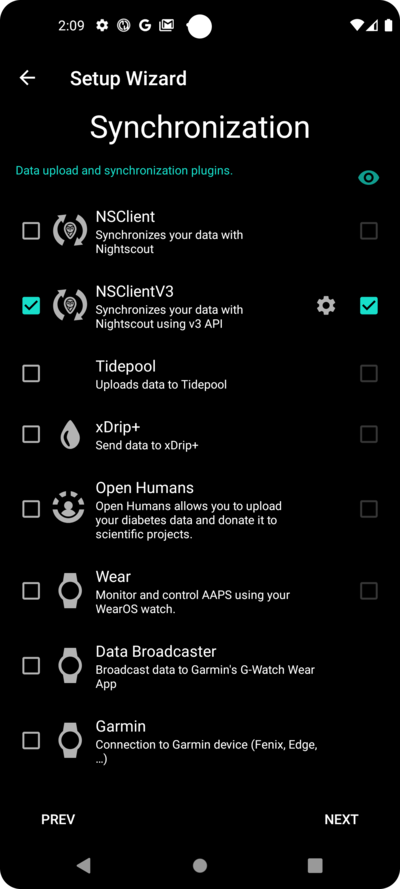 2:09
Setup Wizard
Synchronization
Data upload and synchronization plugins.
NSClient
Synchronizes your data with
Nightscout
NSClientV3
Synchronizes your data with
Nightscout using v3 API
Tidepool
Uploads data to Tidepool
xDrip+
Send data to xDrip+
Open Humans
Open Humans allows you to upload
your diabetes data and donate it to
scientific projects.
Wear
Monitor and control AAPS using your
WearOS watch.
Data Broadcaster
Broadcast data to Garmin's G-Watch Wear
App
Garmin
Connection to Garmin device (Fenix, Edge,
…)
PREV
NEXT